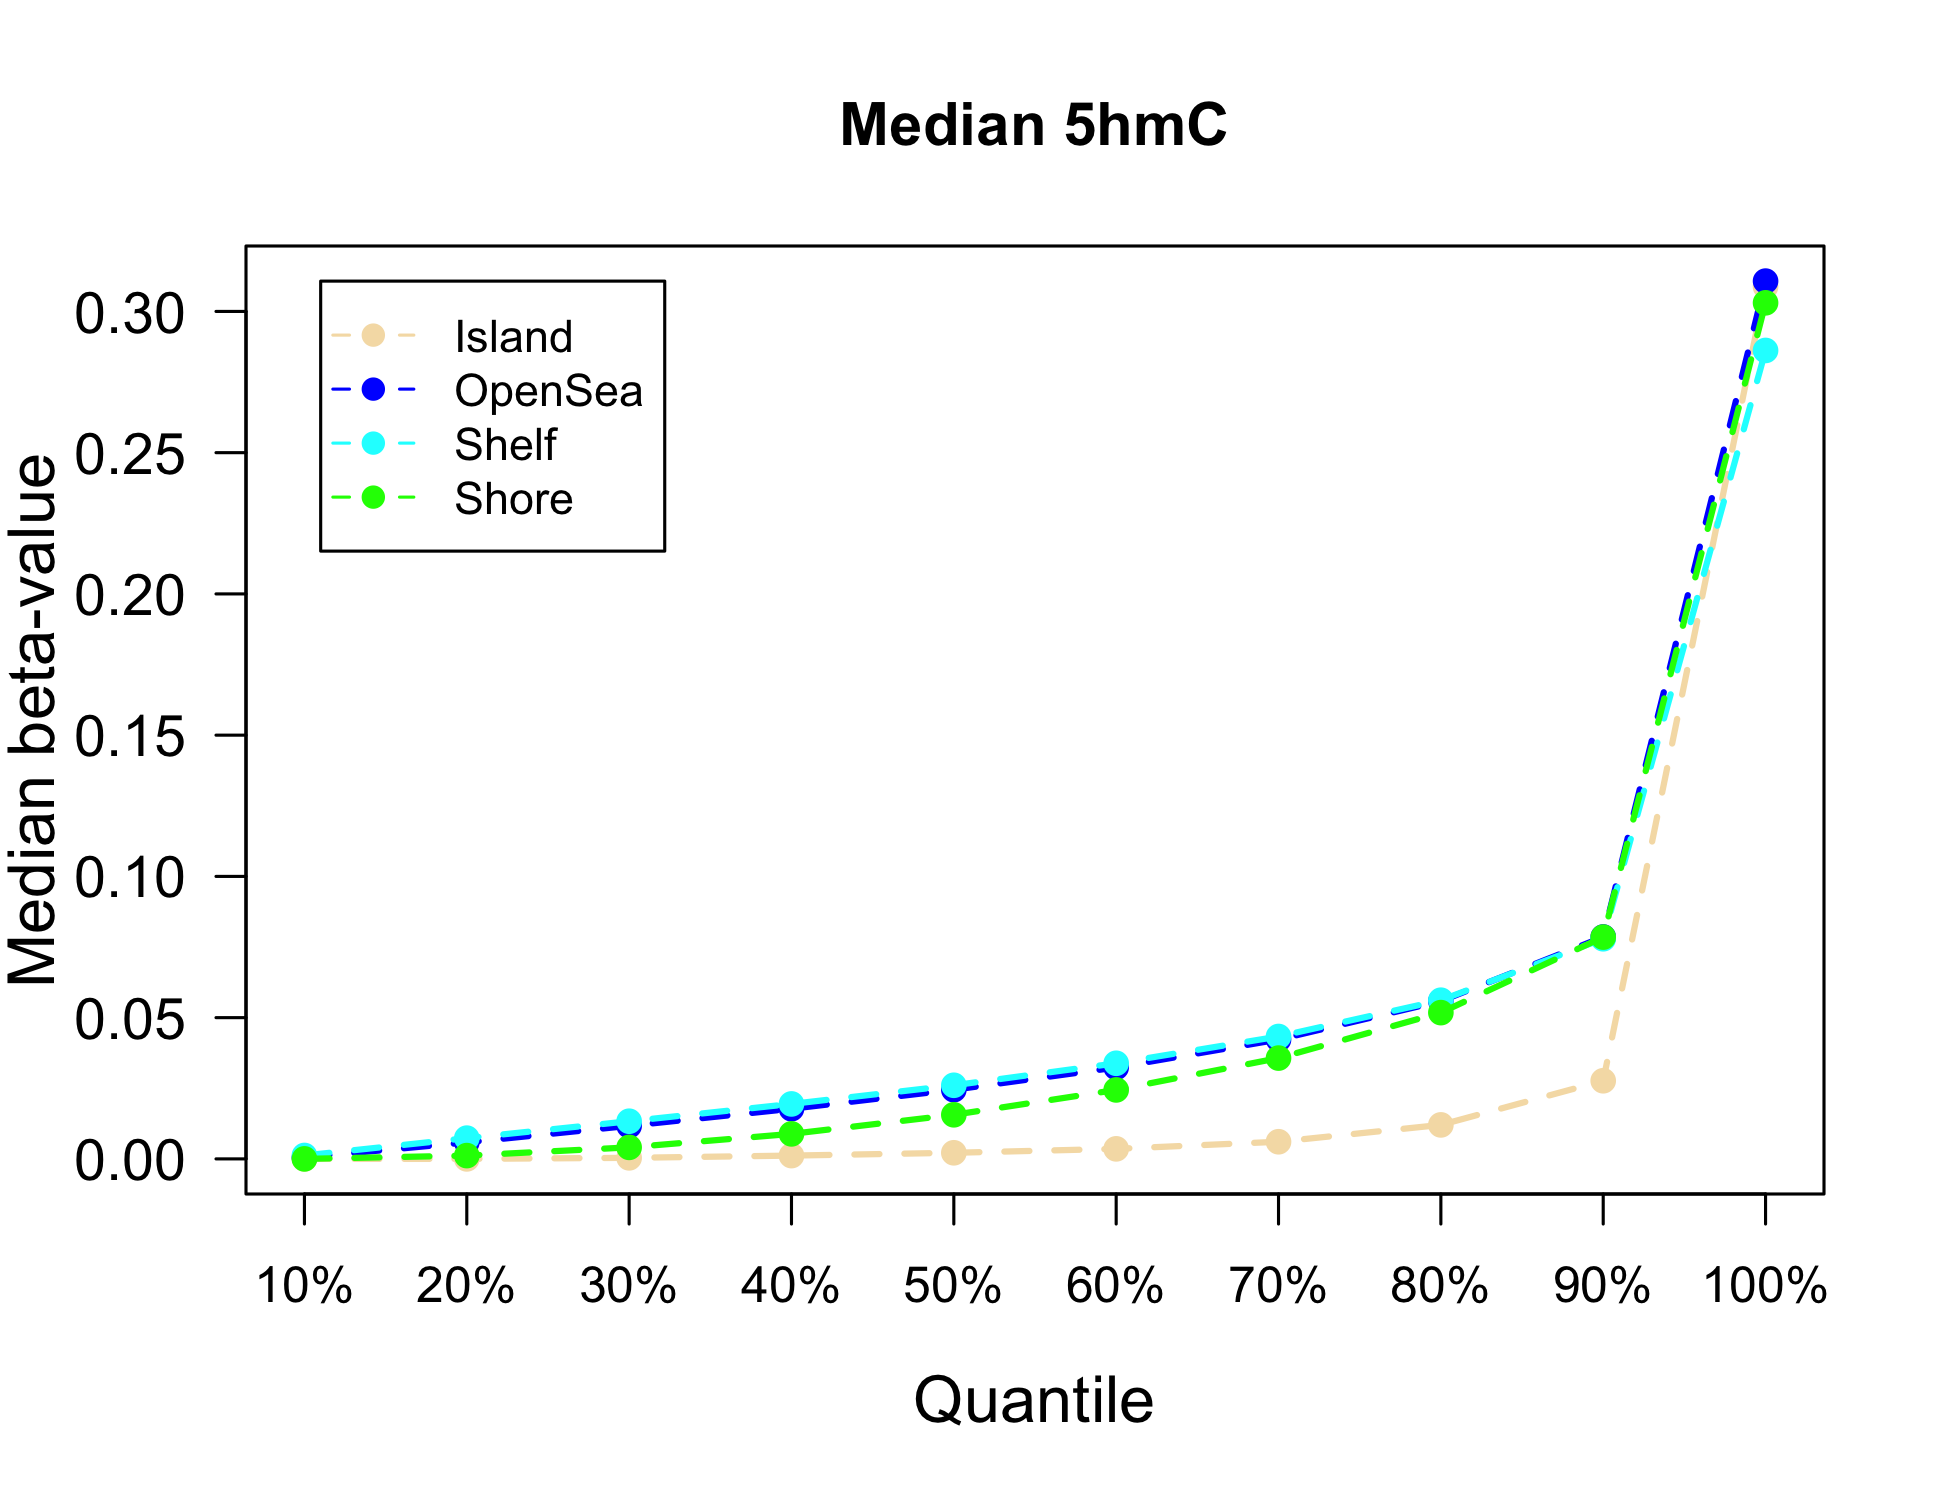 Median 5hmC
Median beta-value
0.30
0.25
0.20
0.15
0.10
0.05
0.00
Island
OpenSea
Shelf
Shore
10% 20% 30% 40% 50% 60% 70% 80% 90% 100%
Quantile